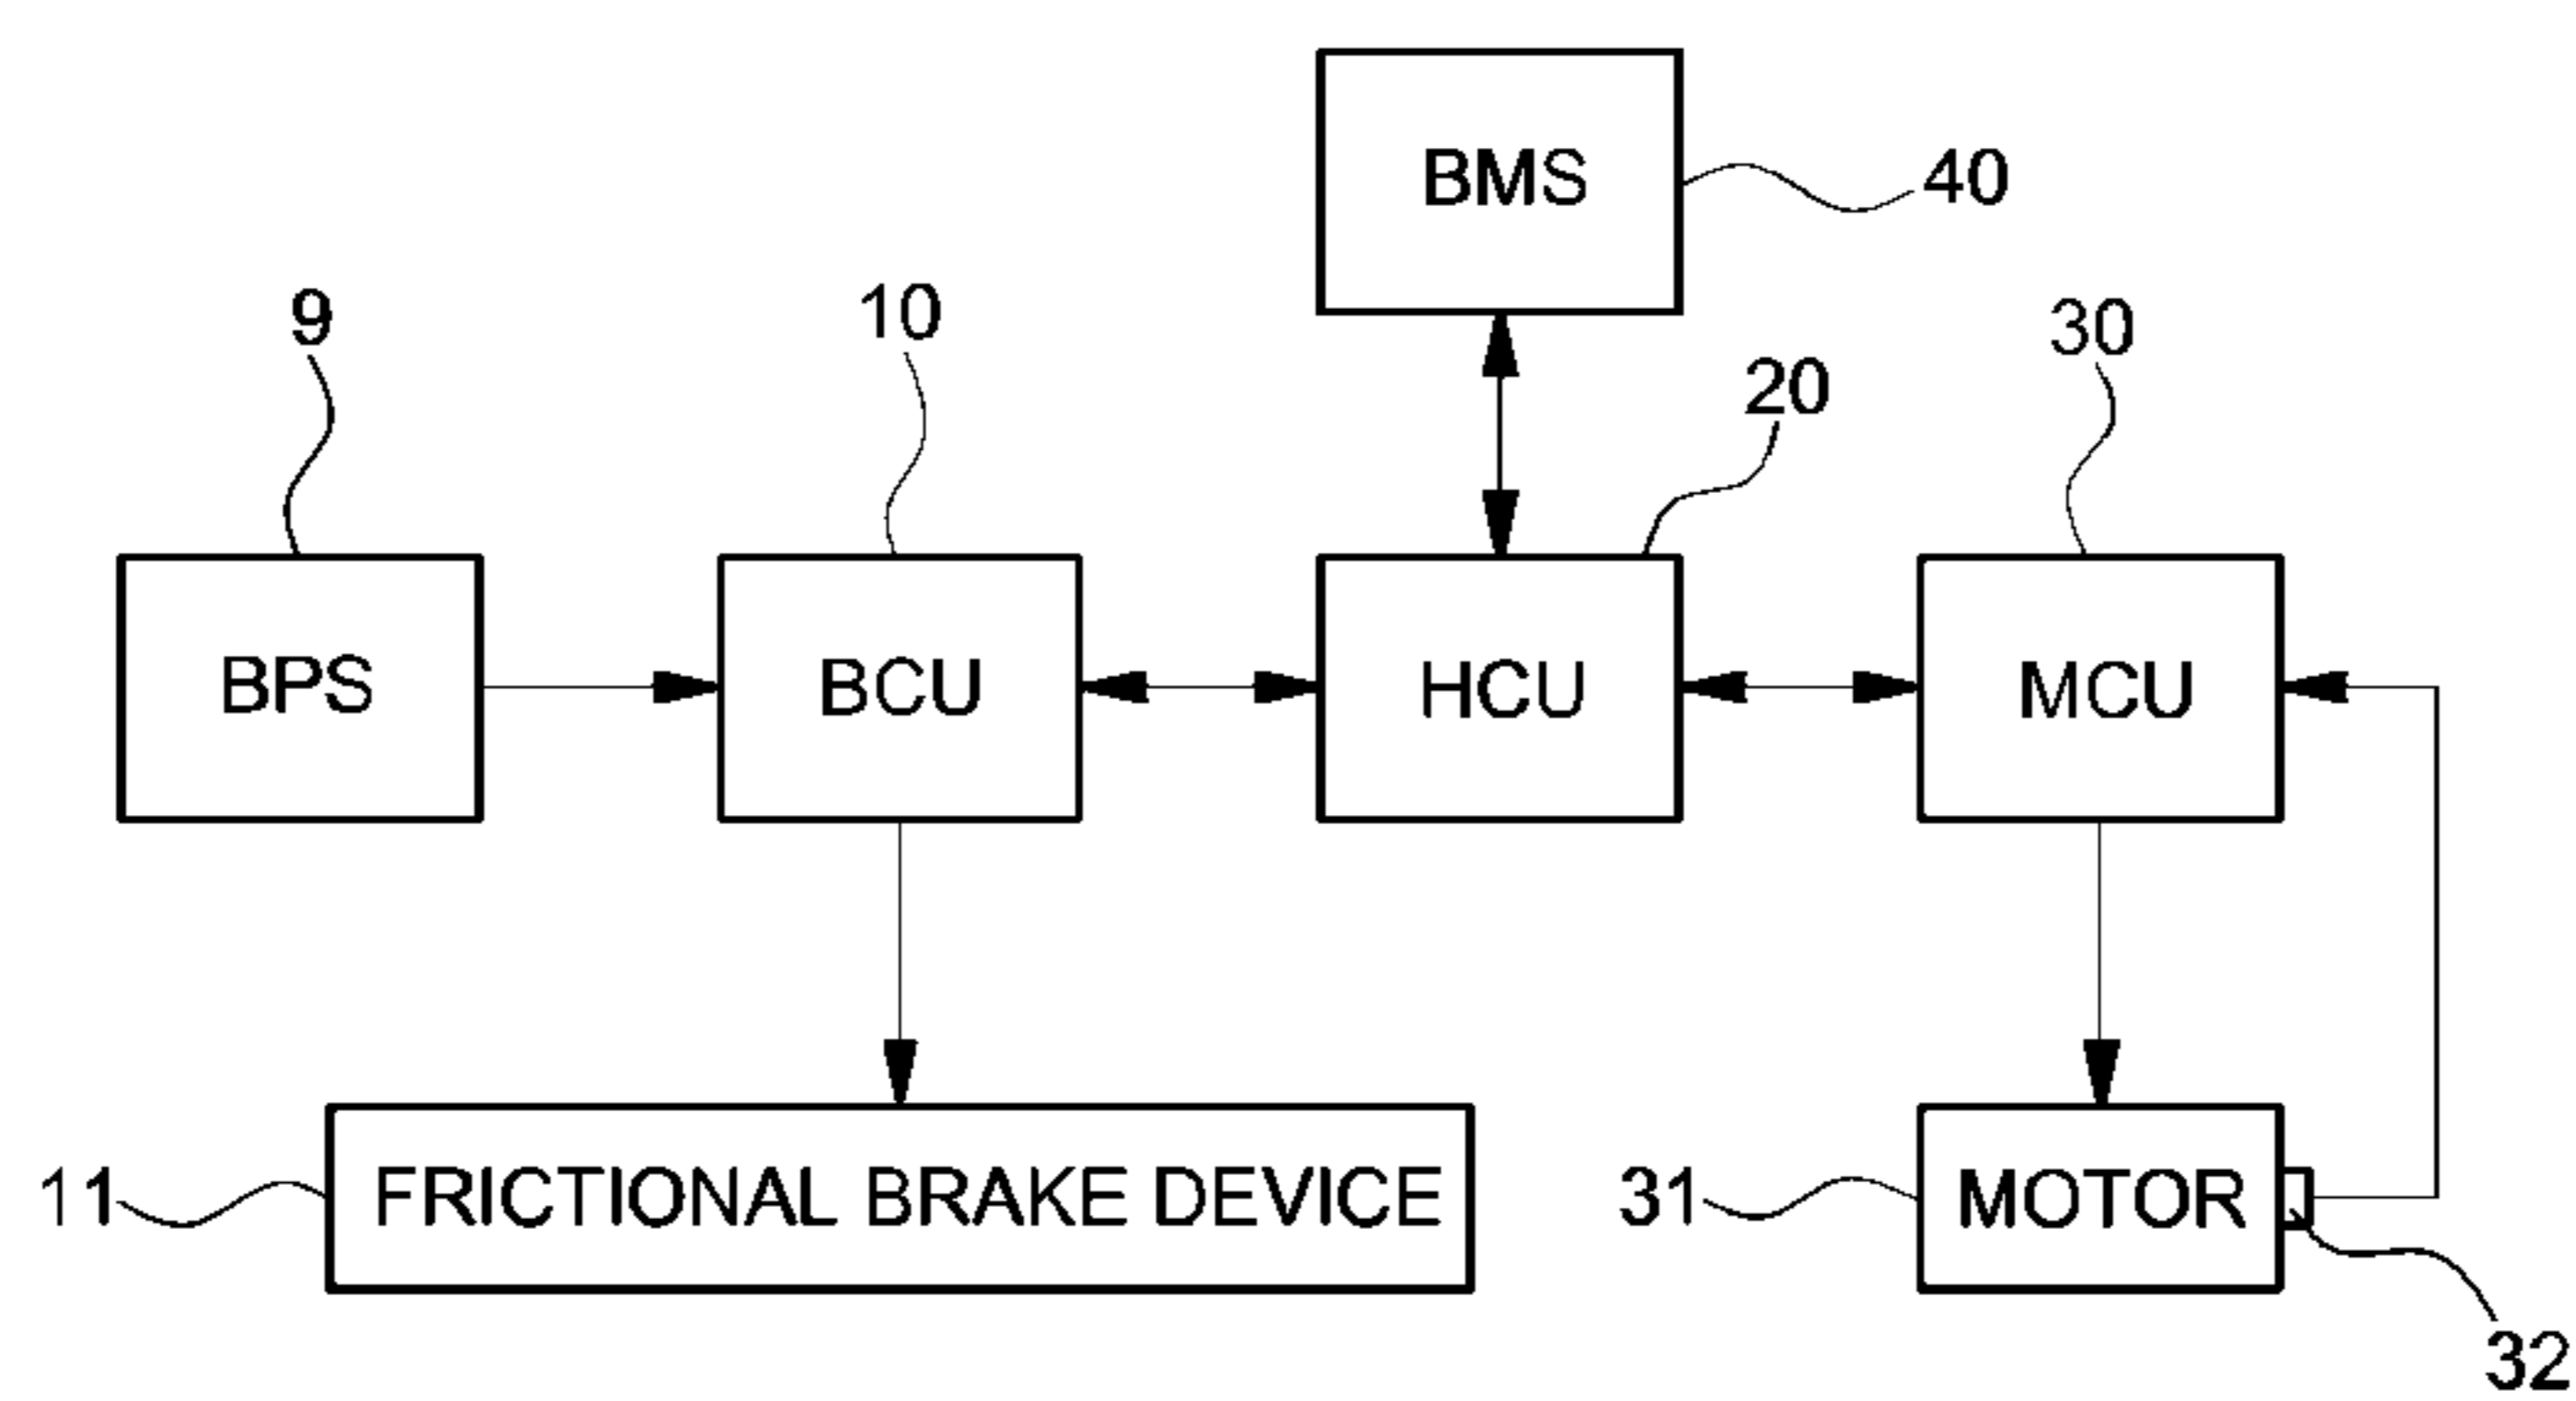 BMS
40
9
10
30
20
BPS
BCU
HCU
MCU
11
FRICTIONAL BRAKE DEVICE
31
MOTOR
32